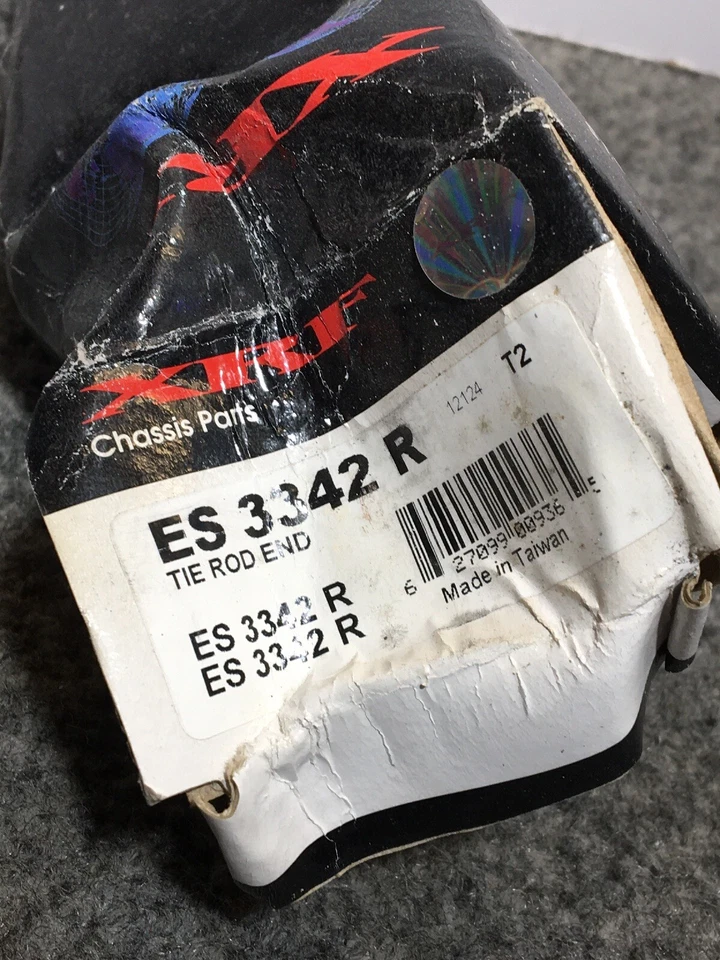 XRF
Chassis Parts
12124 T2
ES 3342 R
TIE ROD END
ES 3342 R
ES 3342 R
6 27099 00936 5
Made in Taiwan